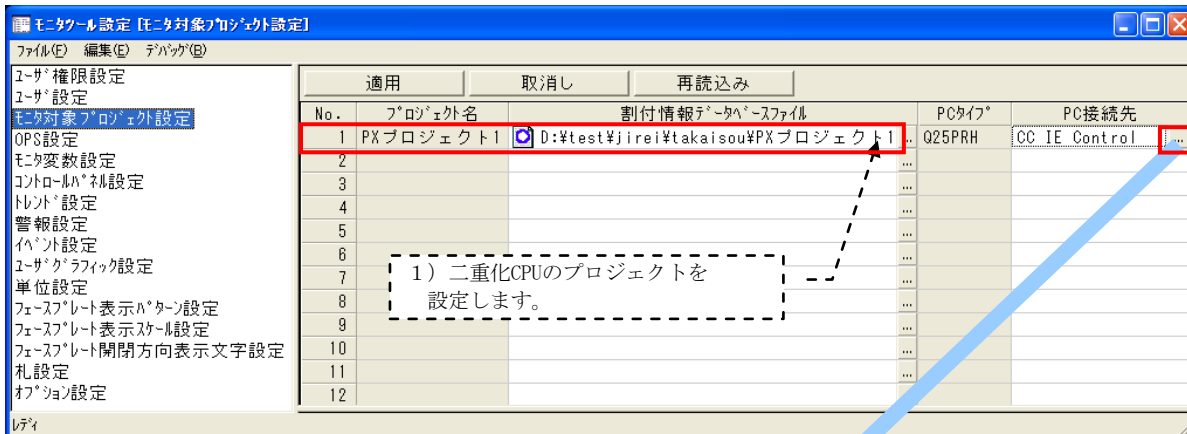 モニタツール設定 [モニタ対象プロジェクト設定]
ファイル(F) 編集(E) デバッグ(B)
ユーザ権限設定
ユーザ設定
モニタ対象プロジェクト設定
OPS設定
モニタ変数設定
コントロールパネル設定
トレンド設定
警報設定
イベント設定
ユーザグラフィック設定
単位設定
フェースプレート表示パターン設定
フェースプレート表示スケール設定
フェースプレート開閉方向表示文字設定
札設定
オプション設定
適用 取消し 再読込み
No. プロジェクト名 割付情報データベースファイル PCタイプ PC接続先
1 PXプロジェクト1 D:¥test¥jirei¥takaisou¥PXプロジェクト1 .. Q25PRH CC IE Control ...
2 ...
3 ...
4 ...
5 ...
6 ...
7 ...
8 ...
9 ...
10 ...
11 ...
12 ...
1) 二重化CPUのプロジェクトを
設定します。
レディ